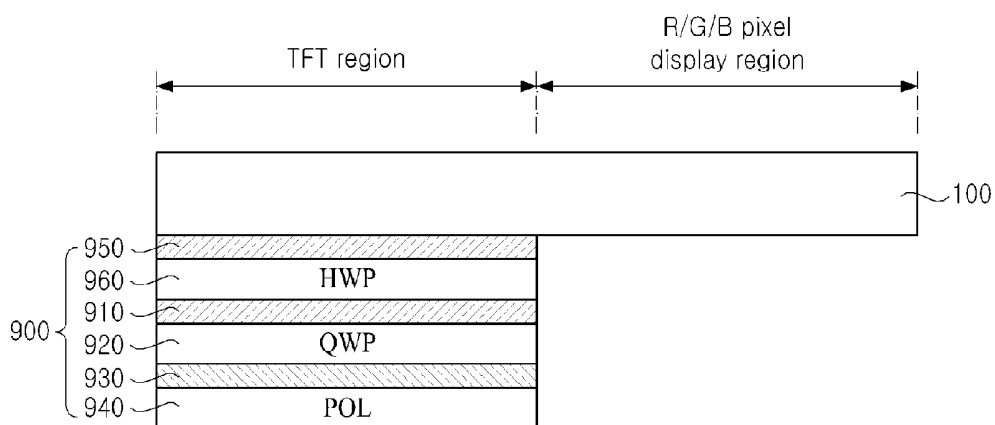 TFT region
R/G/B pixel
display region
100
950
960 HWP
910
900
920 QWP
930
940 POL